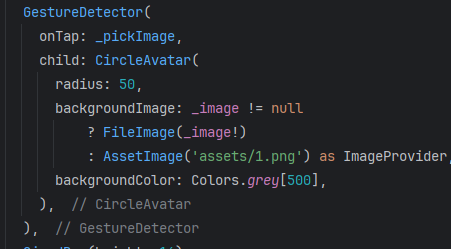 GestureDetector(
onTap: _pickImage,
child: CircleAvatar(
radius: 50,
backgroundImage: _image != null
? FileImage(_image!)
: AssetImage('assets/1.png') as ImageProvider,
backgroundColor: Colors.grey[500],
), // CircleAvatar
), // GestureDetector